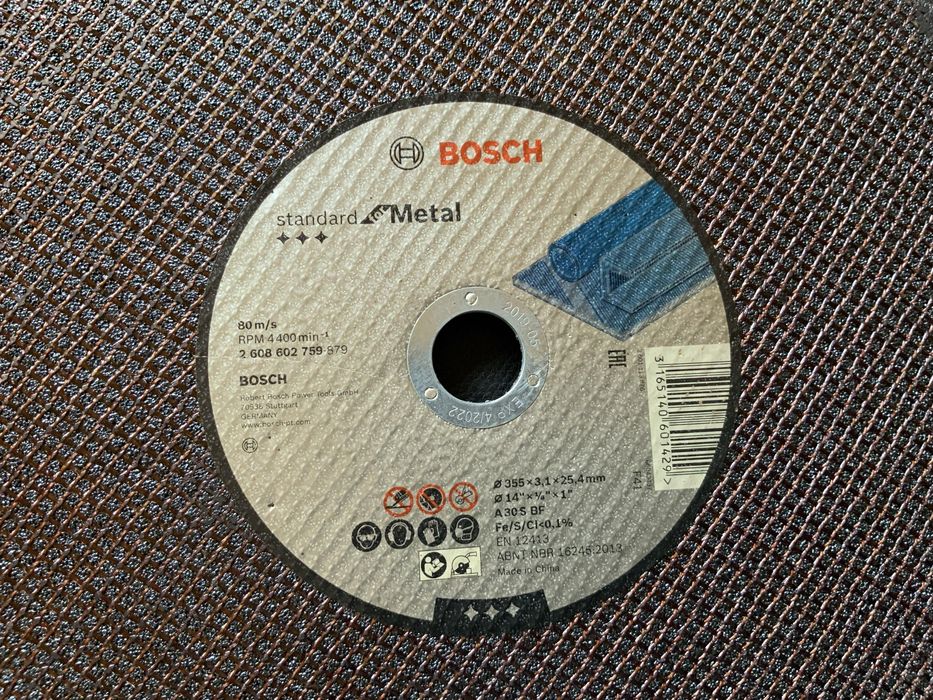 BOSCH
standard for Metal
80 m/s
RPM 4 400 min⁻¹
2 608 602 759-879
BOSCH
Robert Bosch Power Tools GmbH
70538 Stuttgart
GERMANY
www.bosch-pt.com
EXP 4/2022
EAC
3 165140 601429 >
F41
Ø 355 × 3,1 × 25,4 mm
Ø 14" × ⅛" × 1"
A 30 S BF
Fe/S/Cl<0.1%
EN 12413
ABNT NBR 15246:2013
Made in China